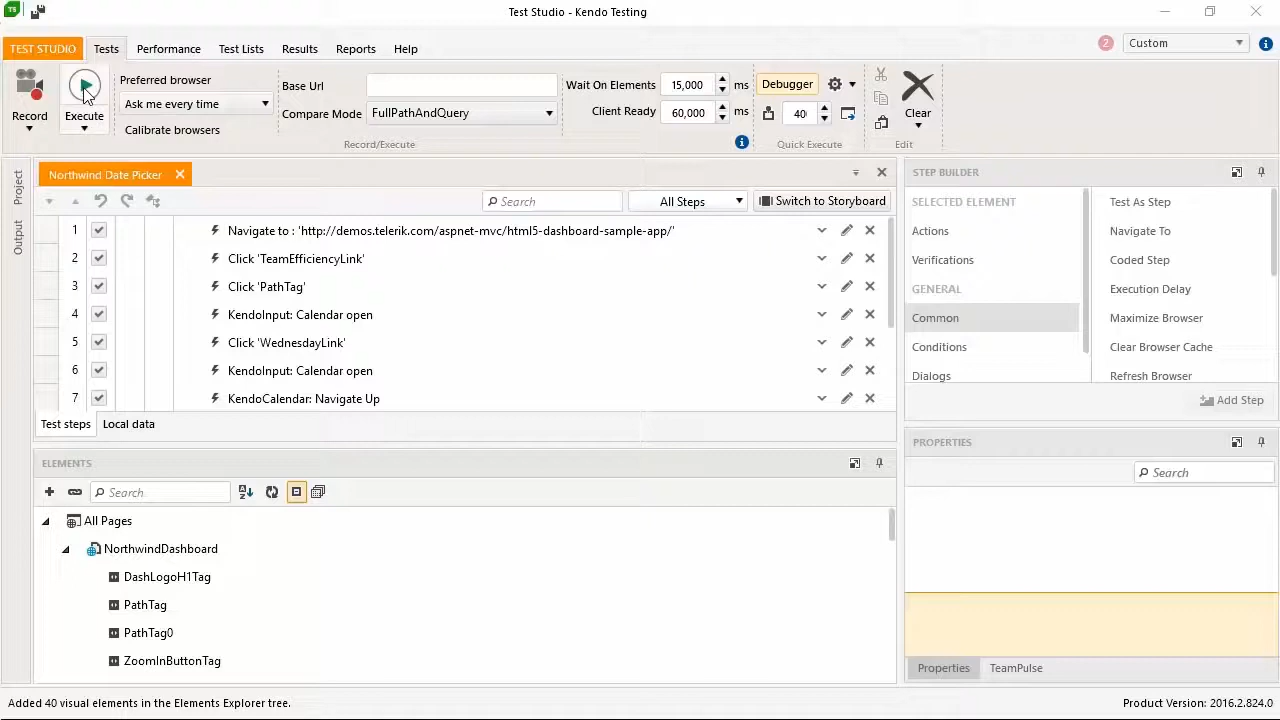 Test Studio - Kendo Testing
TEST STUDIO Tests Performance Test Lists Results Reports Help 2 Custom
Record
Execute
Preferred browser
Ask me every time
Calibrate browsers
Base Url
Compare Mode FullPathAndQuery
Wait On Elements 15,000 ms
Client Ready 60,000 ms
Record/Execute
Debugger
40
Quick Execute
Clear
Edit
Project
Output
Northwind Date Picker
Search All Steps Switch to Storyboard
1 Navigate to : 'http://demos.telerik.com/aspnet-mvc/html5-dashboard-sample-app/'
2 Click 'TeamEfficiencyLink'
3 Click 'PathTag'
4 KendoInput: Calendar open
5 Click 'WednesdayLink'
6 KendoInput: Calendar open
7 KendoCalendar: Navigate Up
Test steps Local data
ELEMENTS
Search
All Pages
NorthwindDashboard
DashLogoH1Tag
PathTag
PathTag0
ZoomInButtonTag
STEP BUILDER
SELECTED ELEMENT
Actions
Verifications
GENERAL
Common
Conditions
Dialogs
Test As Step
Navigate To
Coded Step
Execution Delay
Maximize Browser
Clear Browser Cache
Refresh Browser
Add Step
PROPERTIES
Search
Properties TeamPulse
Added 40 visual elements in the Elements Explorer tree.
Product Version: 2016.2.824.0